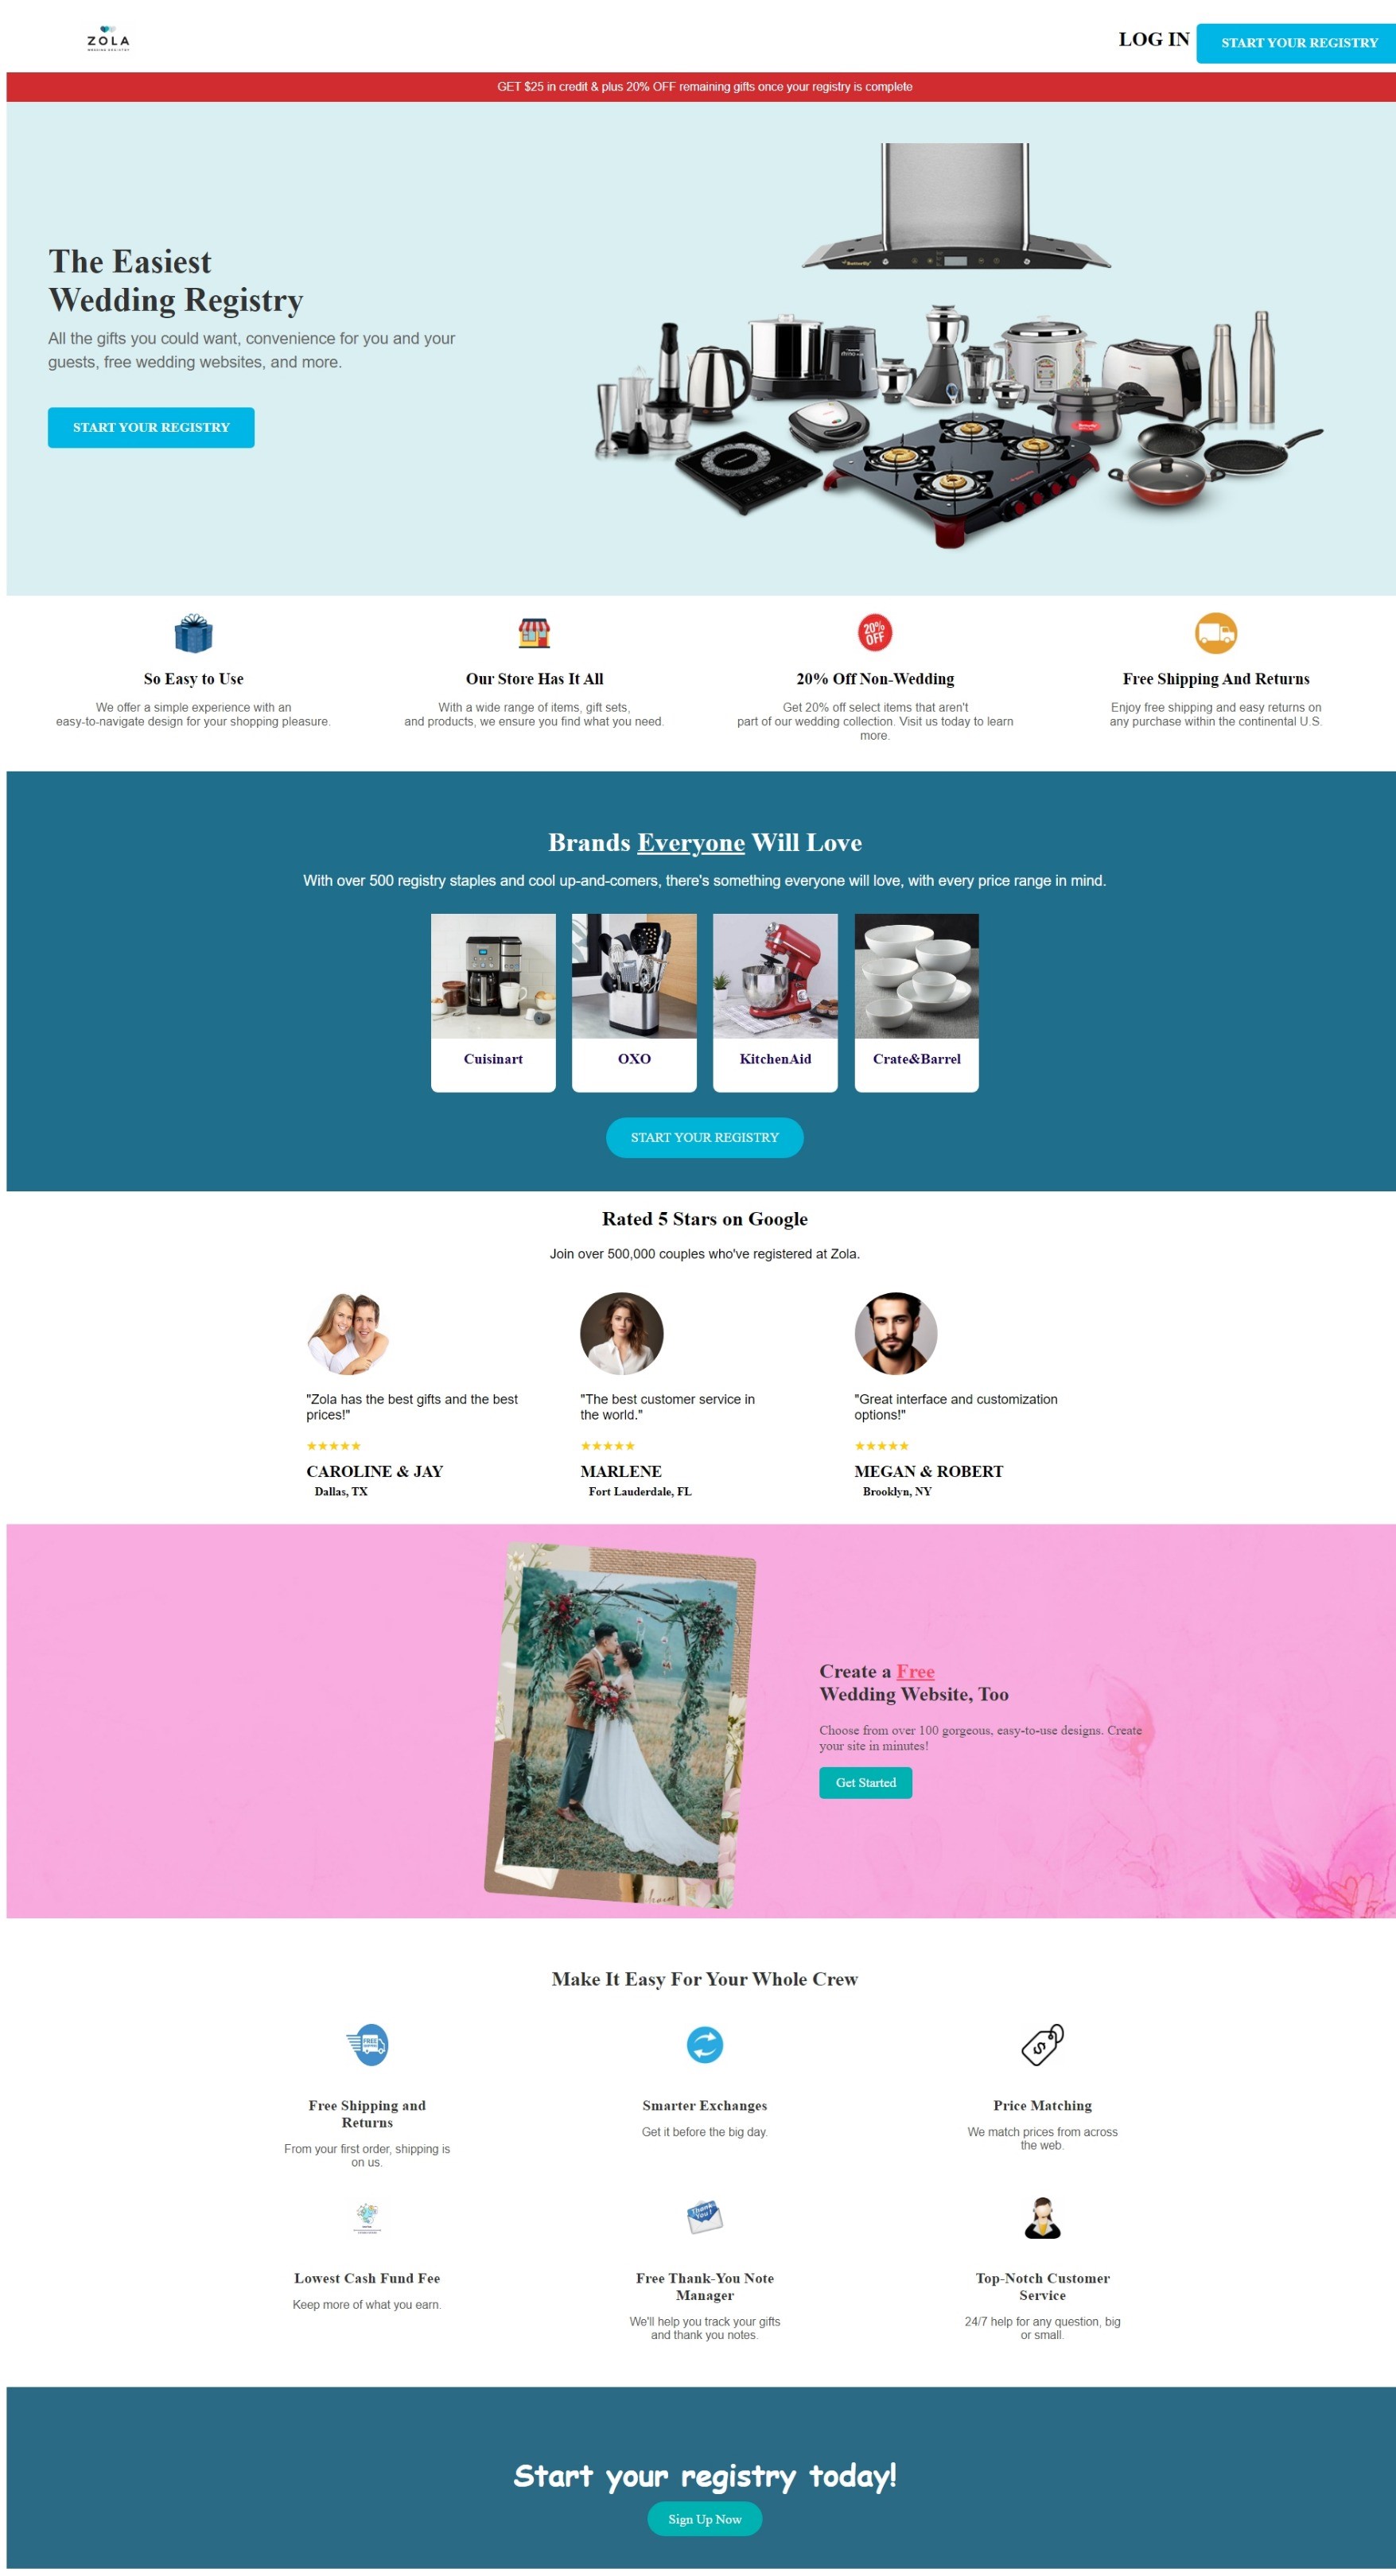 ZOLA
WEDDING REGISTRY
LOG IN
START YOUR REGISTRY
GET $25 in credit & plus 20% OFF remaining gifts once your registry is complete
The Easiest
Wedding Registry
All the gifts you could want, convenience for you and your
guests, free wedding websites, and more.
START YOUR REGISTRY
Butterfly
20%
OFF
So Easy to Use
We offer a simple experience with an
easy-to-navigate design for your shopping pleasure.
Our Store Has It All
With a wide range of items, gift sets,
and products, we ensure you find what you need.
20% Off Non-Wedding
Get 20% off select items that aren't
part of our wedding collection. Visit us today to learn
more.
Free Shipping And Returns
Enjoy free shipping and easy returns on
any purchase within the continental U.S.
Brands Everyone Will Love
With over 500 registry staples and cool up-and-comers, there's something everyone will love, with every price range in mind.
Cuisinart
OXO
KitchenAid
Crate&Barrel
START YOUR REGISTRY
Rated 5 Stars on Google
Join over 500,000 couples who've registered at Zola.
"Zola has the best gifts and the best
prices!"
★★★★★
CAROLINE & JAY
Dallas, TX
"The best customer service in
the world."
★★★★★
MARLENE
Fort Lauderdale, FL
"Great interface and customization
options!"
★★★★★
MEGAN & ROBERT
Brooklyn, NY
Create a Free
Wedding Website, Too
Choose from over 100 gorgeous, easy-to-use designs. Create
your site in minutes!
Get Started
Make It Easy For Your Whole Crew
FREE
Free Shipping and
Returns
From your first order, shipping is
on us.
Smarter Exchanges
Get it before the big day.
$
Price Matching
We match prices from across
the web.
Lowest Cash Fund Fee
Keep more of what you earn.
Thank
You!
Free Thank-You Note
Manager
We'll help you track your gifts
and thank you notes.
Top-Notch Customer
Service
24/7 help for any question, big
or small.
Start your registry today!
Sign Up Now